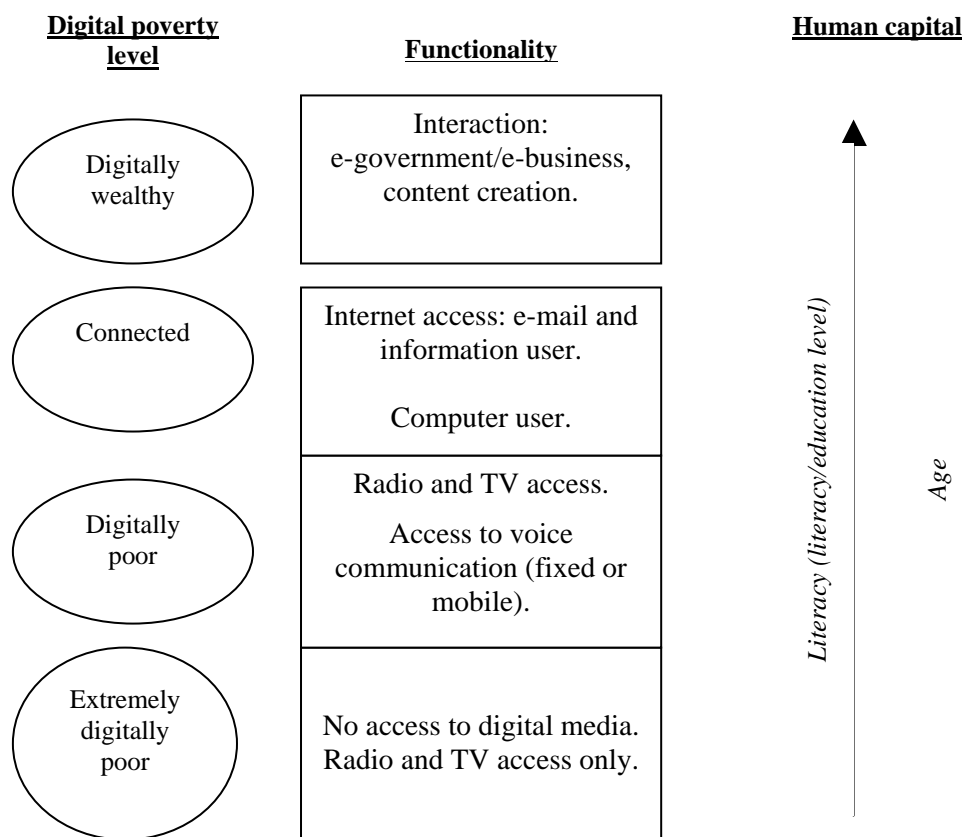 Digital poverty
level
Functionality
Human capital
Digitally
wealthy
Interaction:
e-government/e-business,
content creation.
Connected
Internet access: e-mail and
information user.
Computer user.
Digitally
poor
Radio and TV access.
Access to voice
communication (fixed or
mobile).
Extremely
digitally
poor
No access to digital media.
Radio and TV access only.
Literacy (literacy/education level)
Age